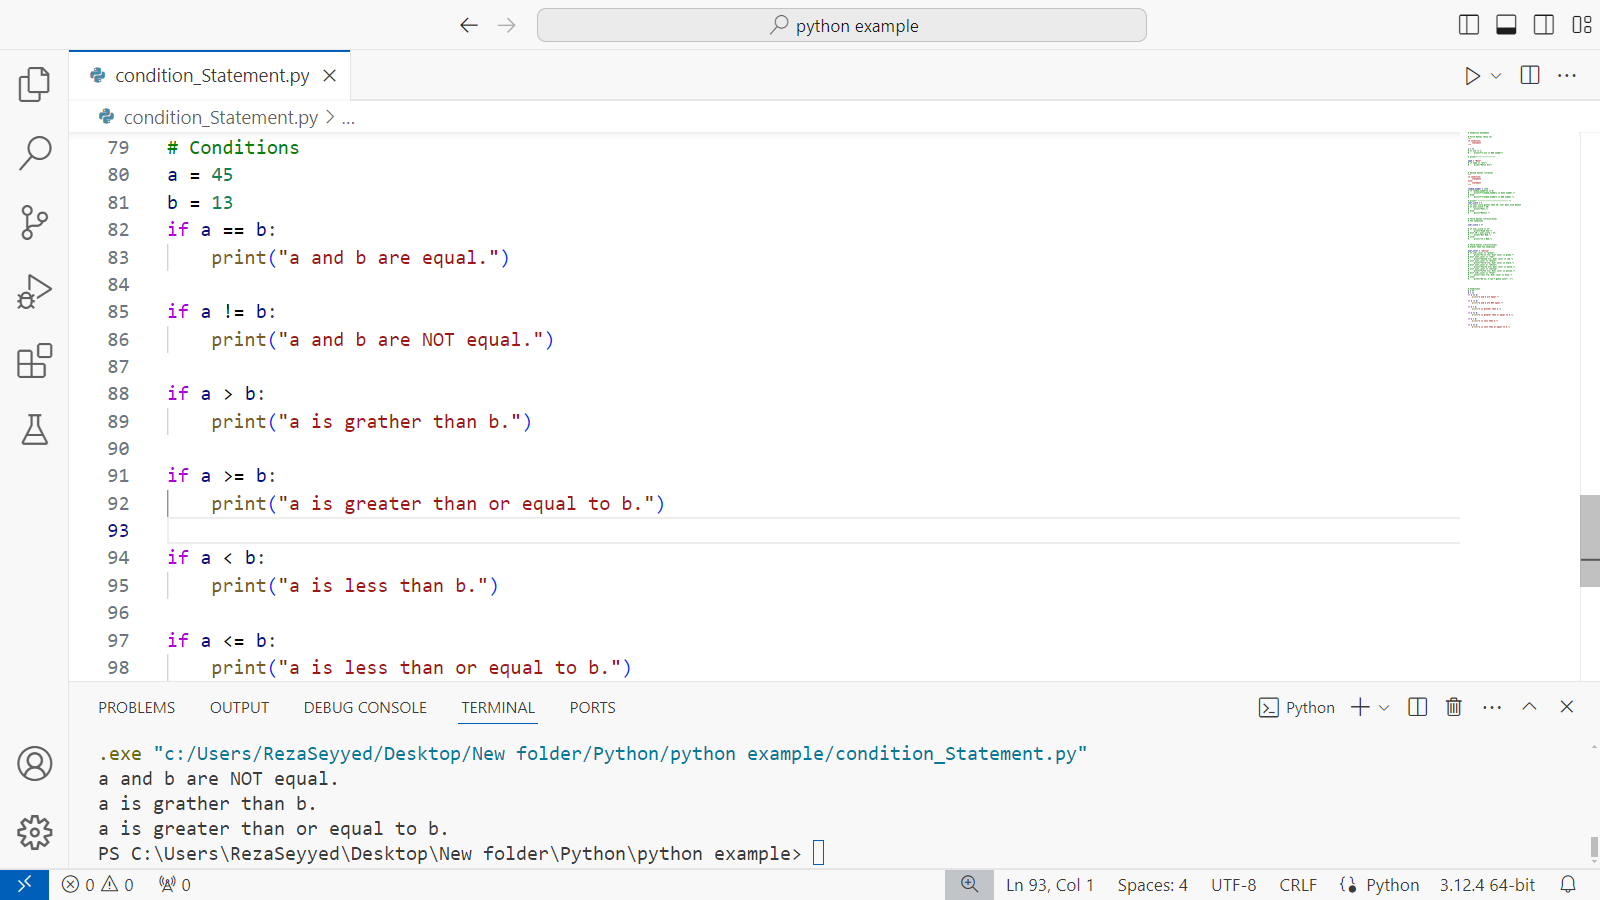 python example
condition_Statement.py
condition_Statement.py > ...
79 # Conditions
80 a = 45
81 b = 13
82 if a == b:
83     print("a and b are equal.")
84
85 if a != b:
86     print("a and b are NOT equal.")
87
88 if a > b:
89     print("a is grather than b.")
90
91 if a >= b:
92     print("a is greater than or equal to b.")
93
94 if a < b:
95     print("a is less than b.")
96
97 if a <= b:
98     print("a is less than or equal to b.")
PROBLEMS OUTPUT DEBUG CONSOLE TERMINAL PORTS Python
.exe "c:/Users/RezaSeyyed/Desktop/New folder/Python/python example/condition_Statement.py"
a and b are NOT equal.
a is grather than b.
a is greater than or equal to b.
PS C:\Users\RezaSeyyed\Desktop\New folder\Python\python example>
0 0 0 Ln 93, Col 1 Spaces: 4 UTF-8 CRLF Python 3.12.4 64-bit